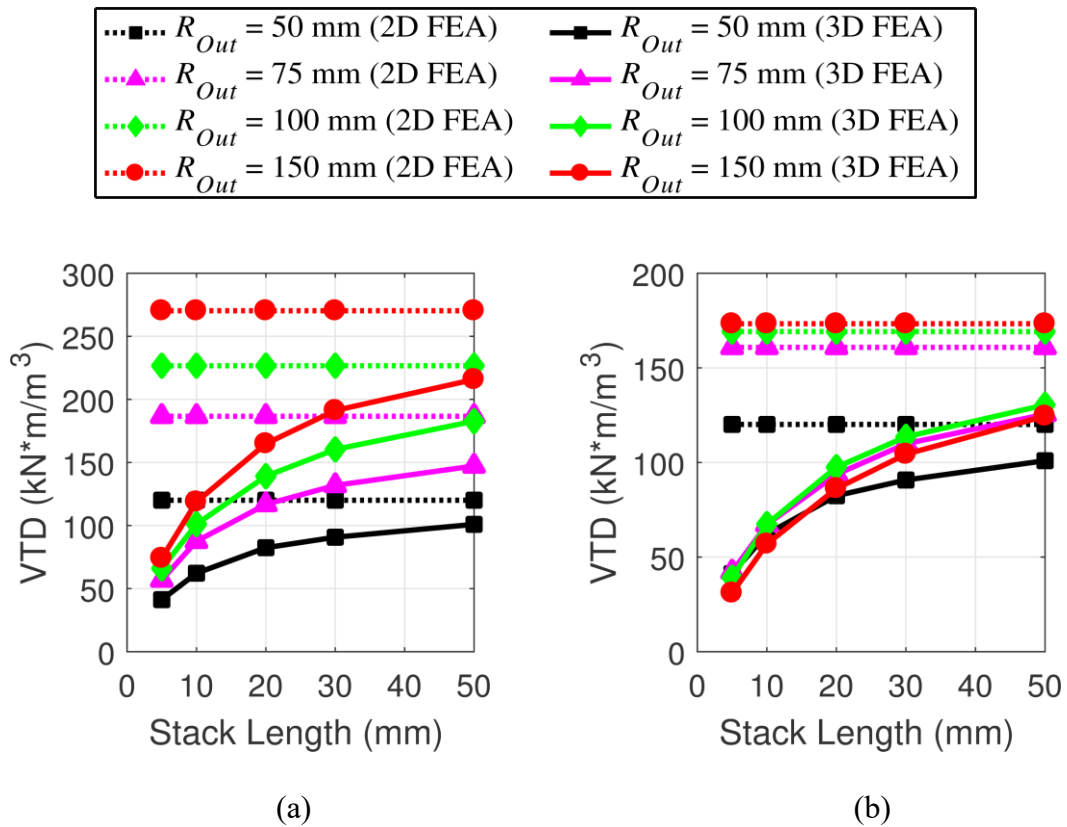 R_Out = 50 mm (2D FEA) R_Out = 50 mm (3D FEA)
R_Out = 75 mm (2D FEA) R_Out = 75 mm (3D FEA)
R_Out = 100 mm (2D FEA) R_Out = 100 mm (3D FEA)
R_Out = 150 mm (2D FEA) R_Out = 150 mm (3D FEA)
300
250
200
150
100
50
0
VTD (kN*m/m³)
0 10 20 30 40 50
Stack Length (mm)
(a)
200
150
100
50
0
VTD (kN*m/m³)
0 10 20 30 40 50
Stack Length (mm)
(b)